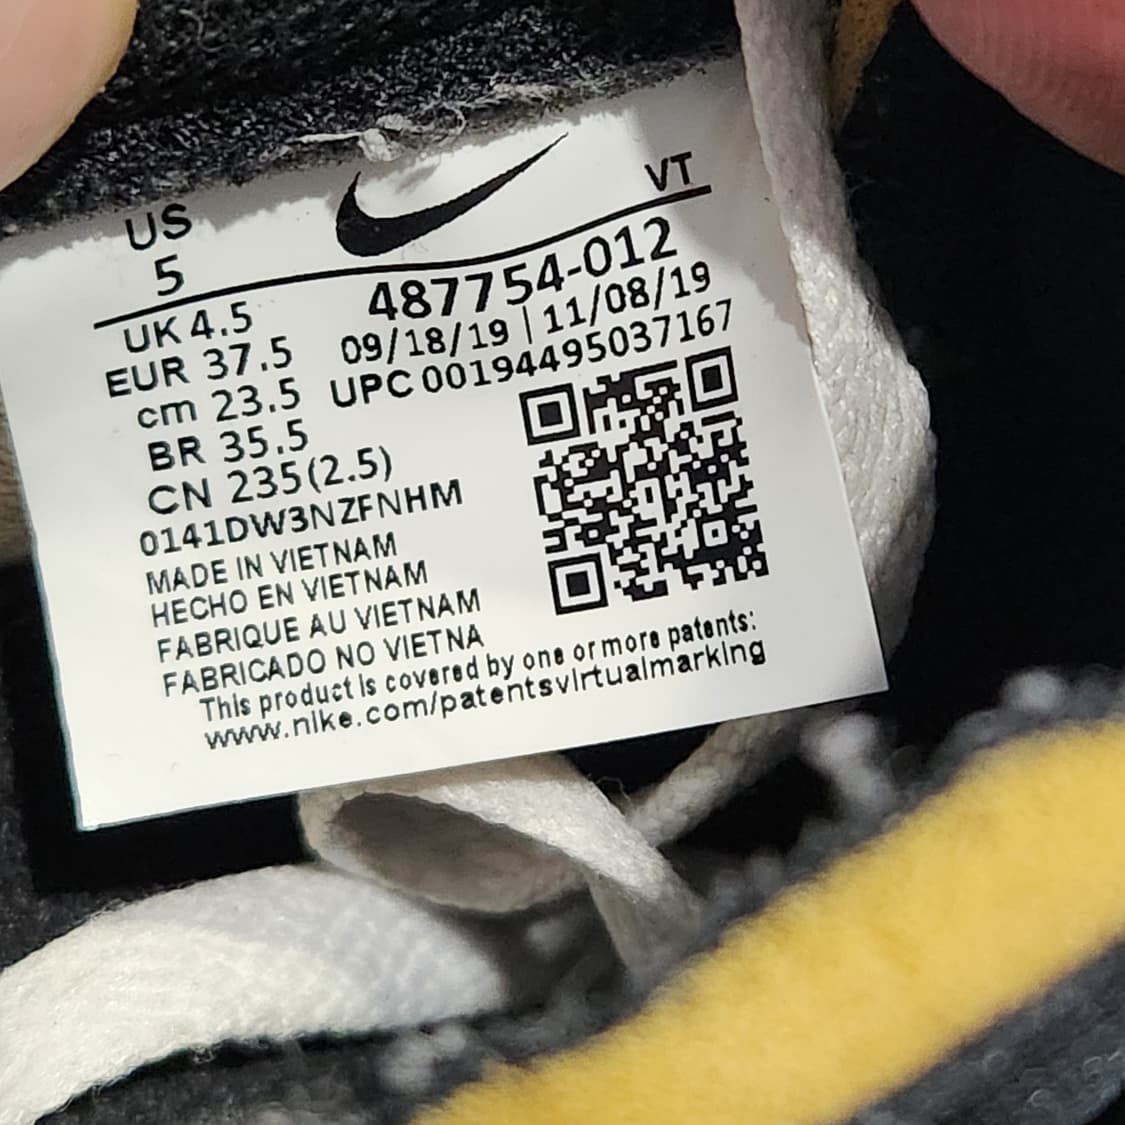 US
5
VT
UK 4.5
EUR 37.5
cm 23.5
BR 35.5
CN 235(2.5)
487754-012
09/18/19 | 11/08/19
UPC 00194495037167
0141DW3NZFNHM
MADE IN VIETNAM
HECHO EN VIETNAM
FABRIQUE AU VIETNAM
FABRICADO NO VIETNA
This product is covered by one or more patents:
www.nike.com/patentsvirtualmarking